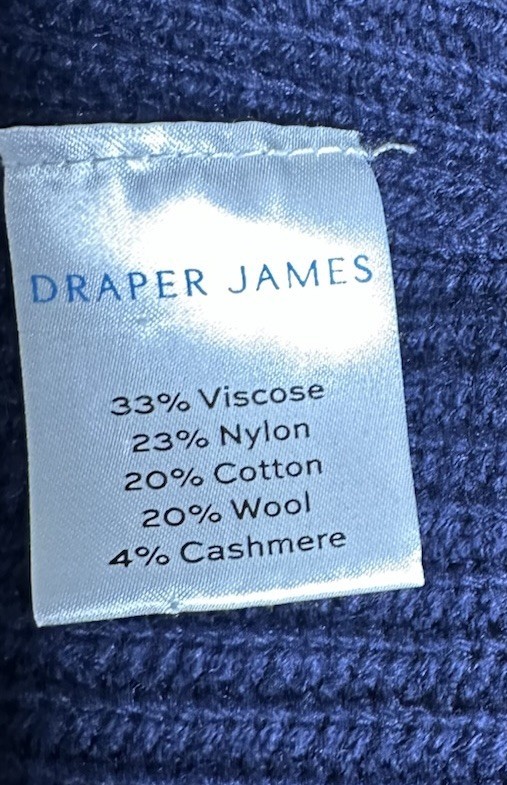 DRAPER JAMES
33% Viscose
23% Nylon
20% Cotton
20% Wool
4% Cashmere